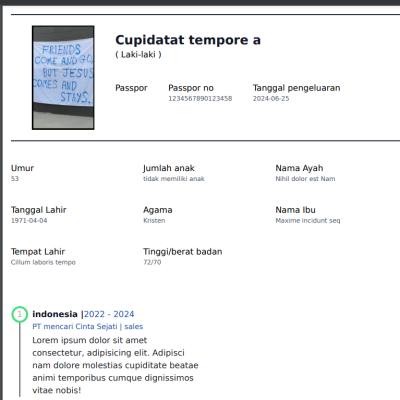 FRIENDS
COME AND GO,
BUT JESUS
COMES AND
STAYS.
Cupidatat tempore a
( Laki-laki )
Passpor
Passpor no
Tanggal pengeluaran
1234567890123458
2024-06-25
Umur
Jumlah anak
Nama Ayah
53
tidak memiliki anak
Nihil dolor est Nam
Tanggal Lahir
Agama
Nama Ibu
1971-04-04
Kristen
Maxime incidunt seq
Tempat Lahir
Tinggi/berat badan
Cillum laboris tempo
72/70
1
indonesia |2022 - 2024
PT mencari Cinta Sejati | sales
Lorem ipsum dolor sit amet
consectetur, adipisicing elit. Adipisci
nam dolore molestias cupiditate beatae
animi temporibus cumque dignissimos
vitae nobis!